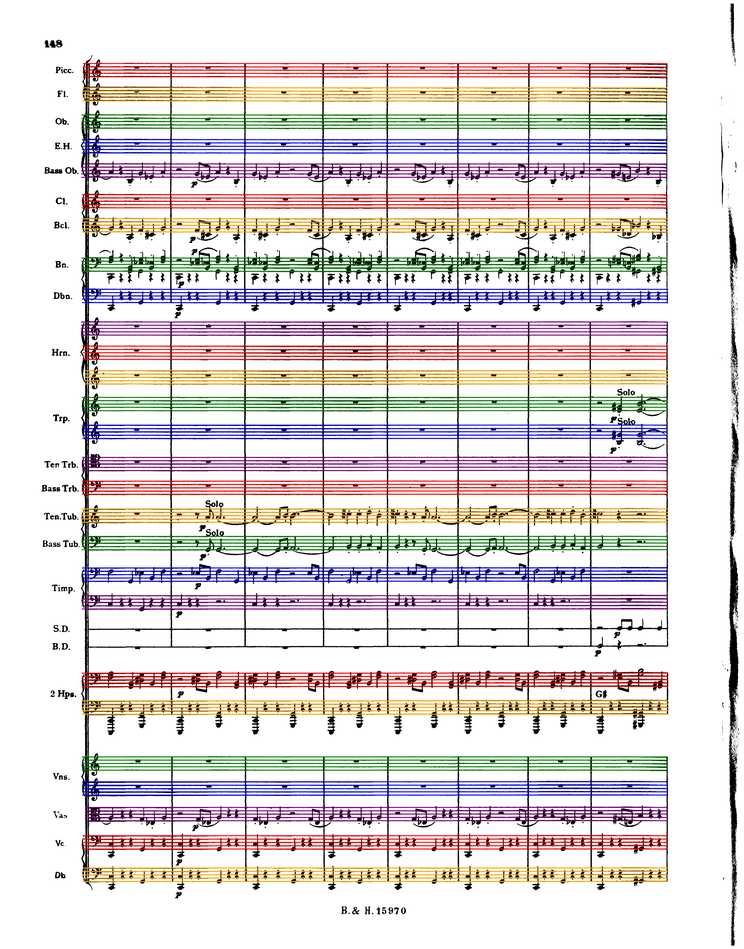 148
Picc.
Fl.
Ob.
E.H.
Bass Ob.
p
Cl.
Bcl.
p
p
Bn.
Dbn.
p
p
Hrn.
Solo
Trp.
p
Solo
p
Ten Trb.
Bass Trb.
Solo
Ten.Tub.
p
Solo
Bass Tub.
p
Timp.
p
p
S.D.
p
B.D.
p
2 Hps.
p
G♯
Vns.
Vas
p
Vc.
p
Db
p
B. & H. 15970